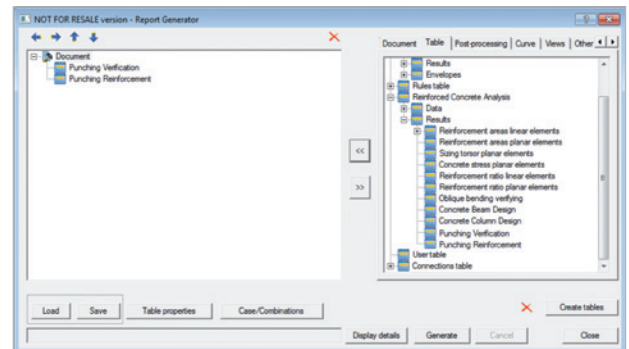 NOT FOR RESALE version - Report Generator
Document
Punching Verfication
Punching Reinforcement
<<
>>
Document Table Post-processing Curve Views Other
Results
Envelopes
Rules table
Reinforced Concrete Analysis
Data
Results
Reinforcement areas linear elements
Reinforcement areas planar elements
Sizing torsor planar elements
Concrete stress planar elements
Reinforcement ratio linear elements
Reinforcement ratio planar elements
Oblique bending verifying
Concrete Beam Design
Concrete Column Design
Punching Verfication
Punching Reinforcement
User table
Connections table
Load Save Table properties Case/Combinations Create tables
Display details Generate Cancel Close